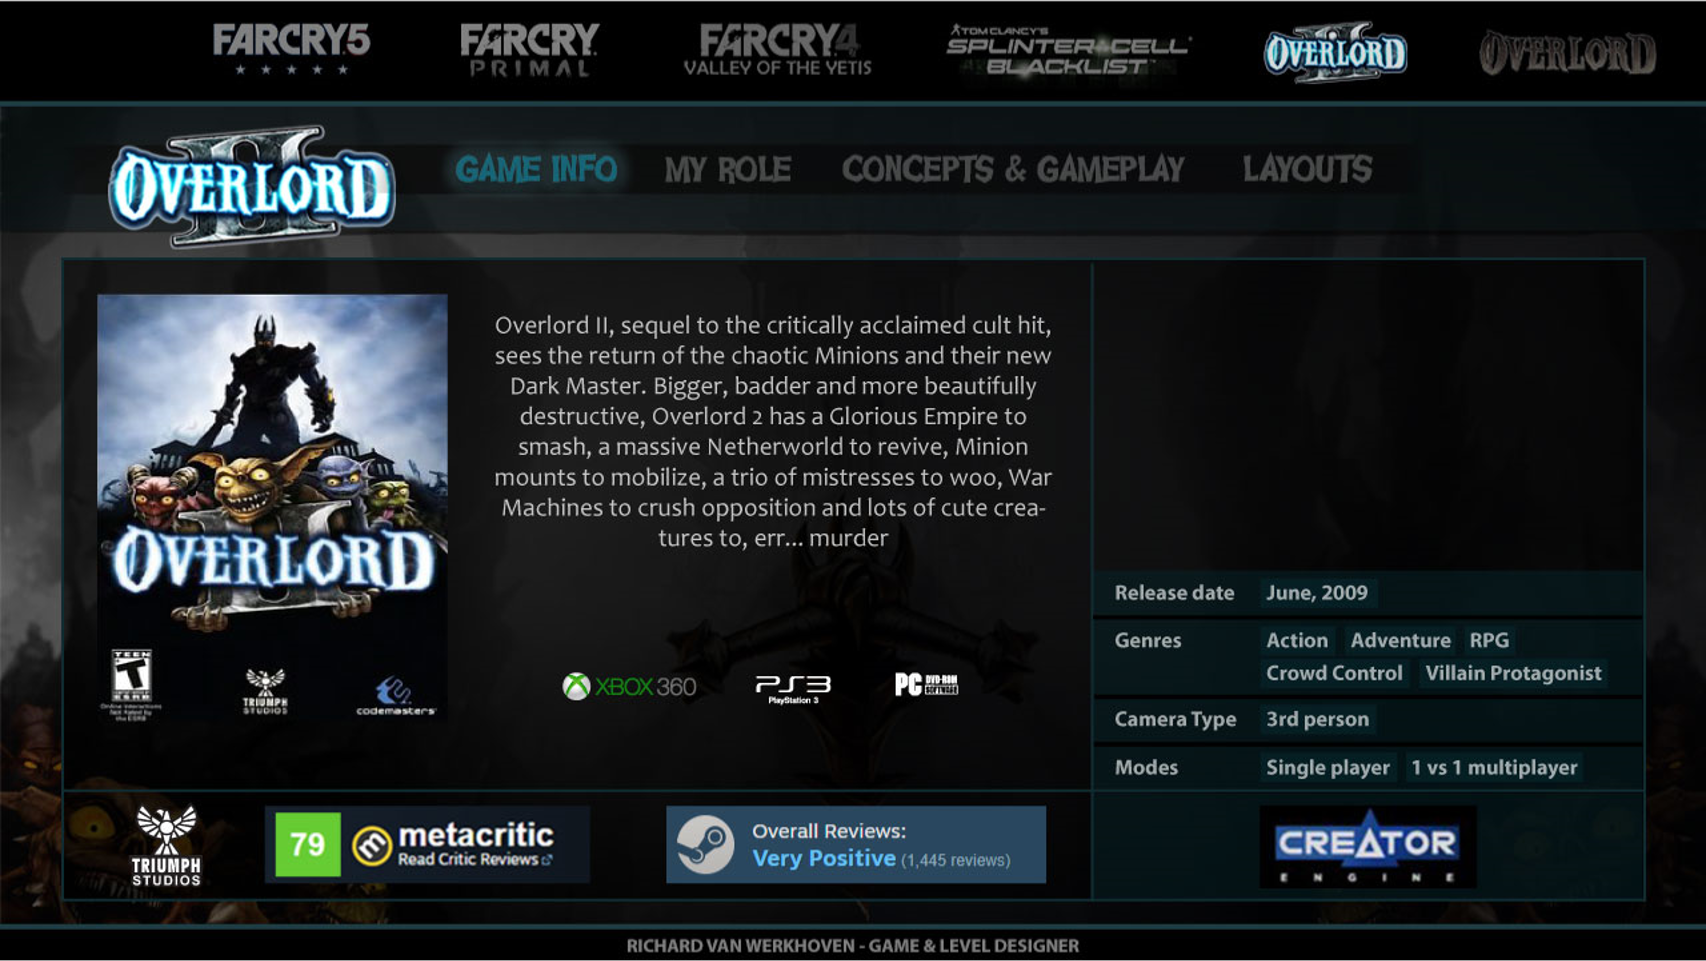 FARCRY 5
FARCRY PRIMAL
FARCRY 4 VALLEY OF THE YETIS
TOM CLANCY'S SPLINTER CELL BLACKLIST
OVERLORD II
OVERLORD
OVERLORD II
GAME INFO
MY ROLE
CONCEPTS & GAMEPLAY
LAYOUTS
OVERLORD II
TEEN
T
ESRB
TRIUMPH
STUDIOS
codemasters
Overlord II, sequel to the critically acclaimed cult hit,
sees the return of the chaotic Minions and their new
Dark Master. Bigger, badder and more beautifully
destructive, Overlord 2 has a Glorious Empire to
smash, a massive Netherworld to revive, Minion
mounts to mobilize, a trio of mistresses to woo, War
Machines to crush opposition and lots of cute crea-
tures to, err... murder
XBOX 360
PS3
PlayStation 3
PC DVD-ROM SOFTWARE
Release date June, 2009
Genres Action Adventure RPG
Crowd Control Villain Protagonist
Camera Type 3rd person
Modes Single player 1 vs 1 multiplayer
TRIUMPH
STUDIOS
79
metacritic
Read Critic Reviews
Overall Reviews:
Very Positive (1,445 reviews)
CREATOR
ENGINE
RICHARD VAN WERKHOVEN - GAME & LEVEL DESIGNER